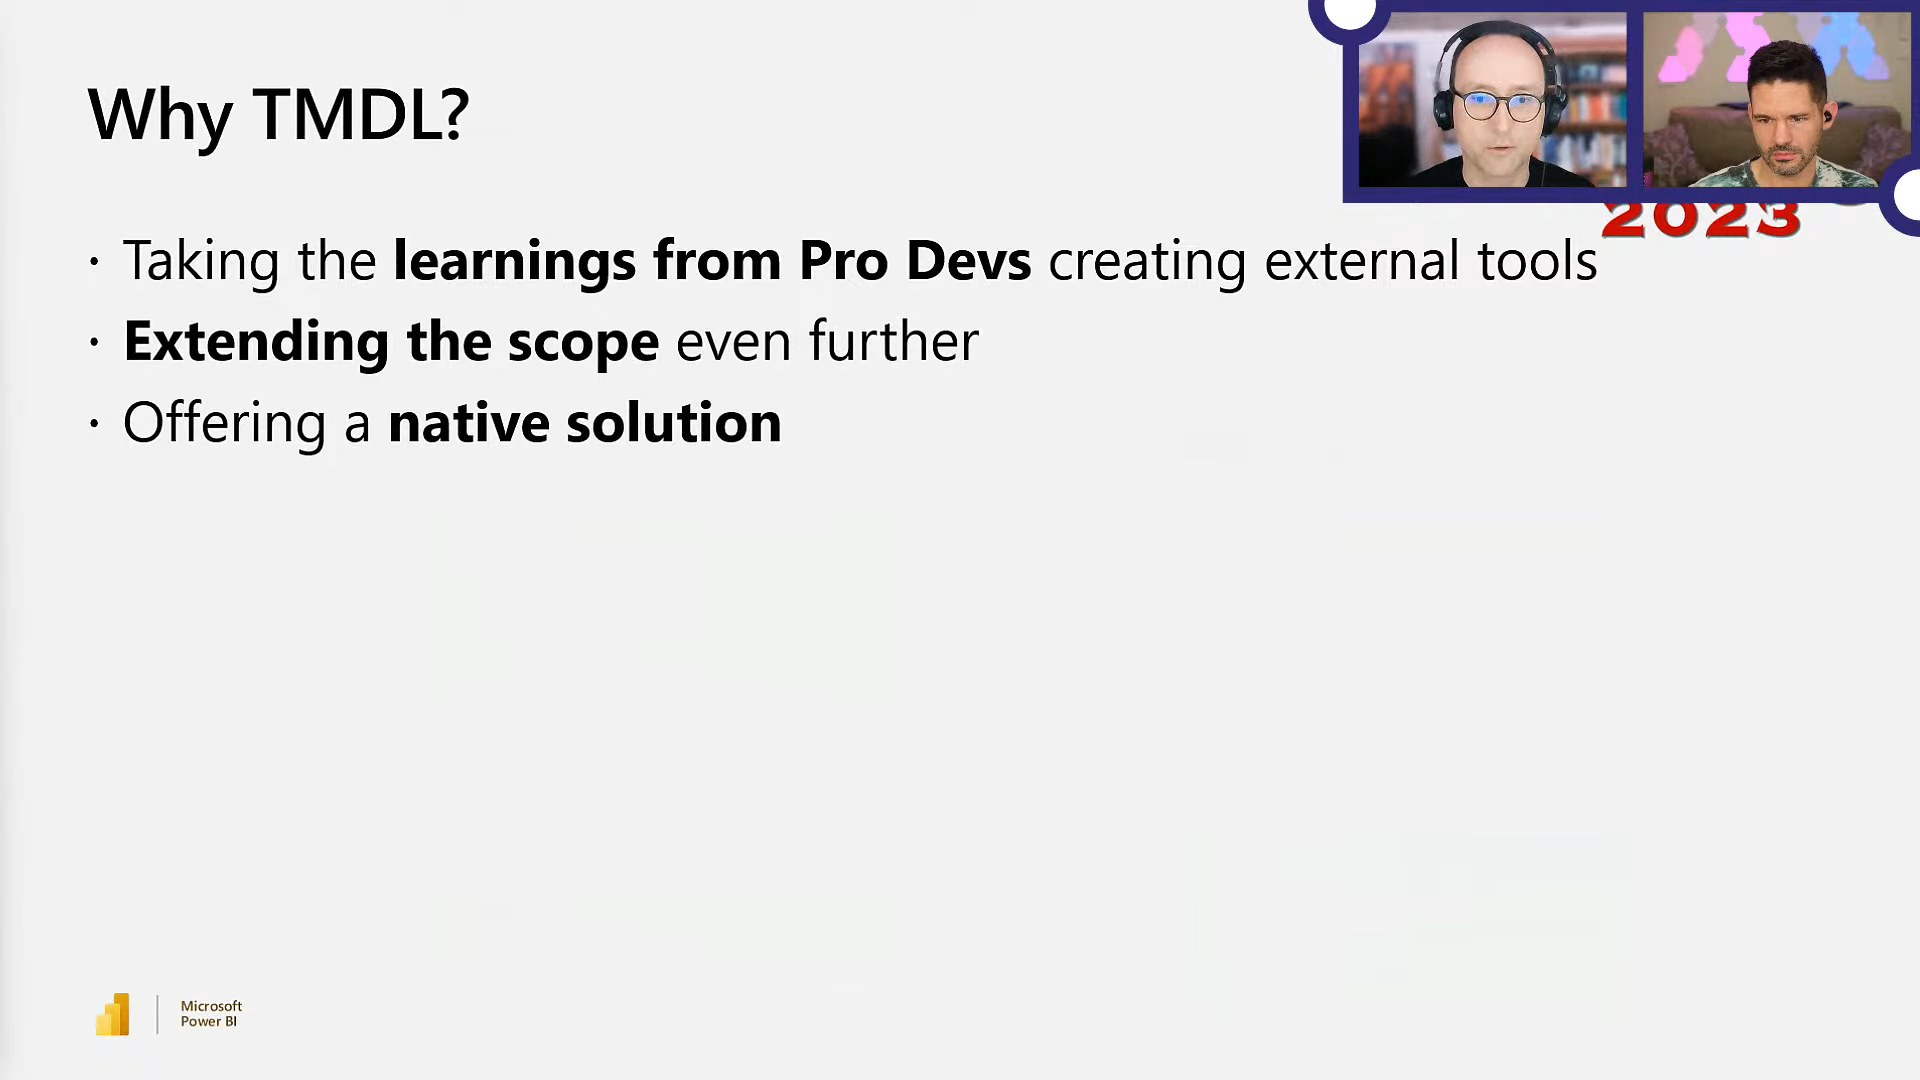 Why TMDL?
2023
· Taking the learnings from Pro Devs creating external tools
· Extending the scope even further
· Offering a native solution
Microsoft
Power BI